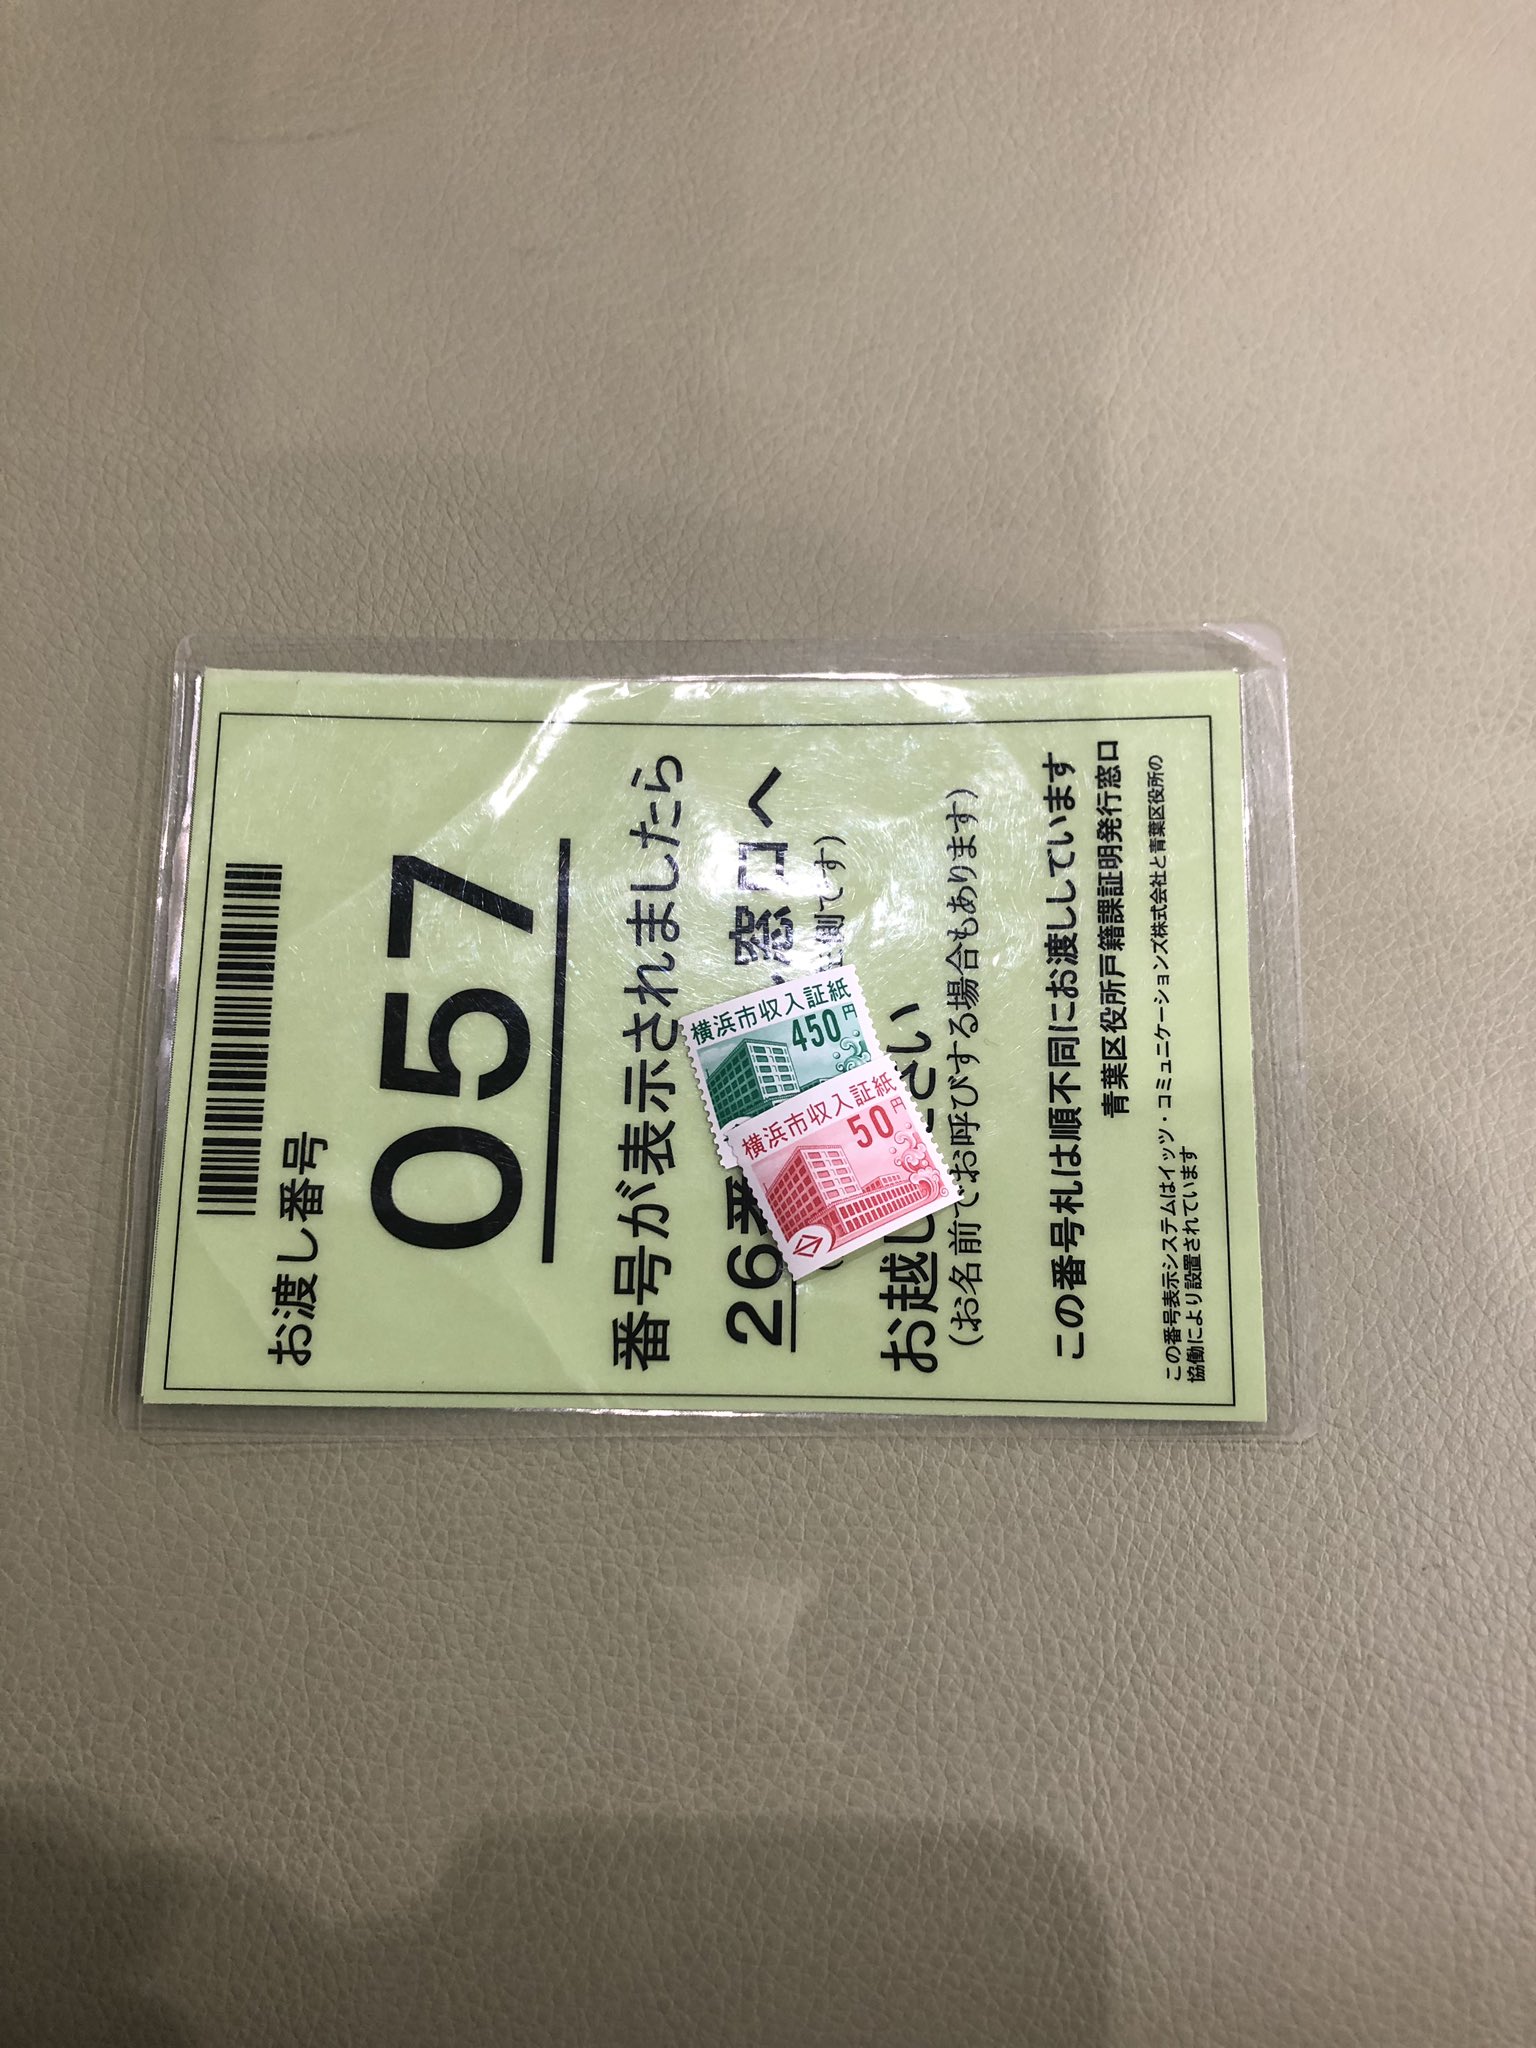 お渡し番号
057
番号が表示されましたら
26番 窓口へ
側です)
お越し さい
(お名前でお呼びする場合もあります)
この番号札は順不同にお渡ししています
青葉区役所戸籍課証明発行窓口
この番号表示システムはイッツ・コミュニケーションズ株式会社と青葉区役所の
協働により設置されています
横浜市収入証紙
450円
横浜市収入証紙
50円